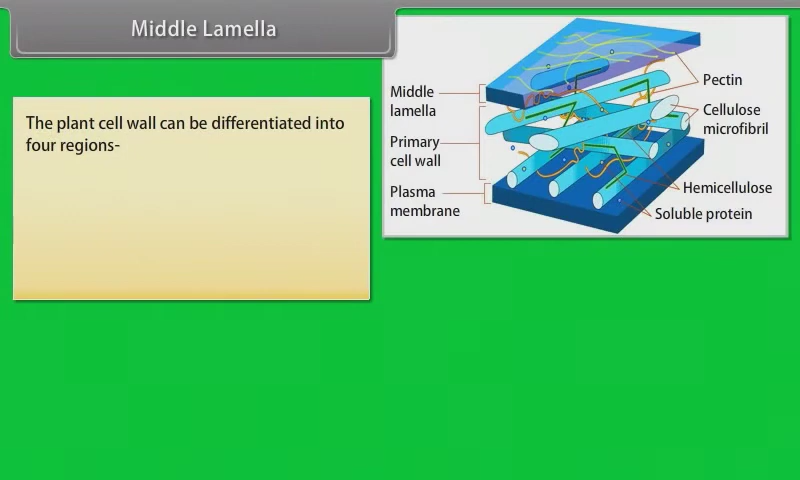 Middle Lamella
The plant cell wall can be differentiated into
four regions-
Middle
lamella
Primary
cell wall
Plasma
membrane
Pectin
Cellulose
microfibril
Hemicellulose
Soluble protein